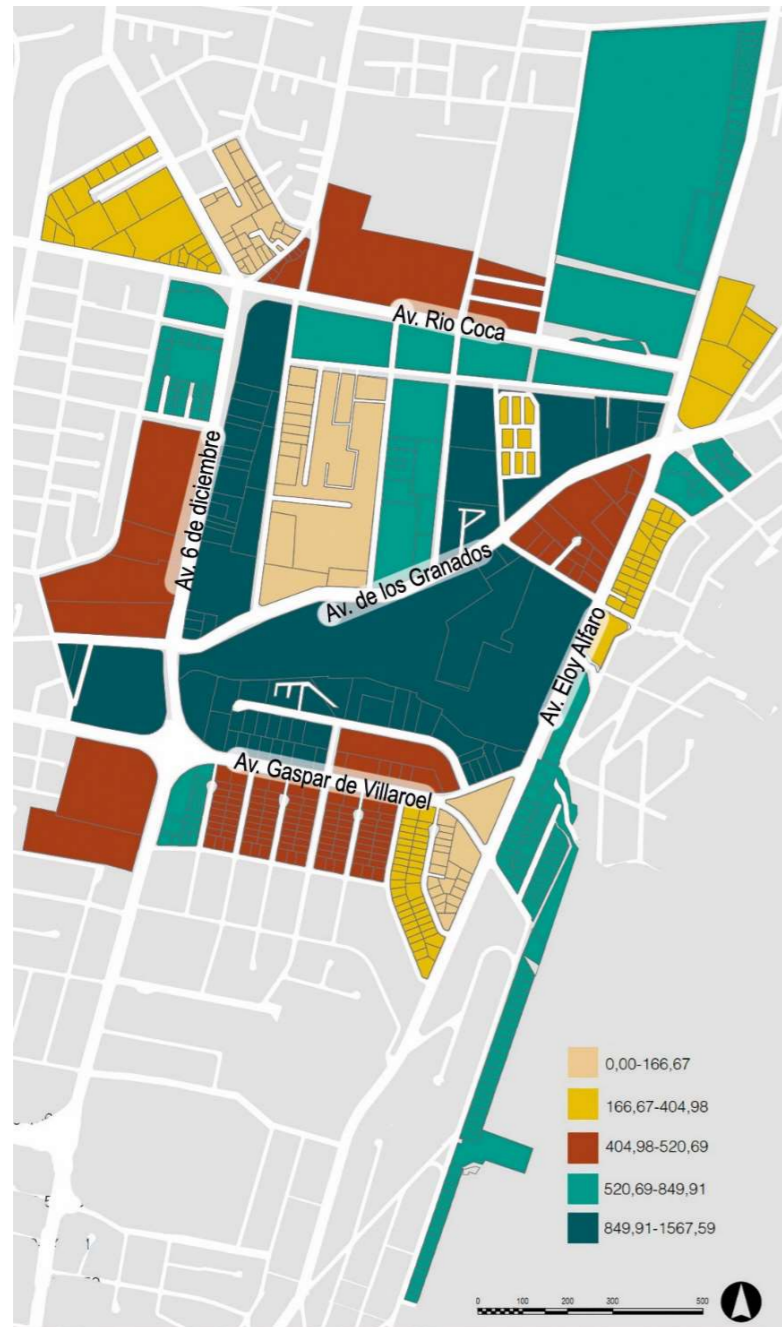 Av. Rio Coca
Av. 6 de diciembre
Av. de los Granados
Av. Eloy Alfaro
Av. Gaspar de Villaroel
0,00-166,67
166,67-404,98
404,98-520,69
520,69-849,91
849,91-1567,59
0 100 200 300 500